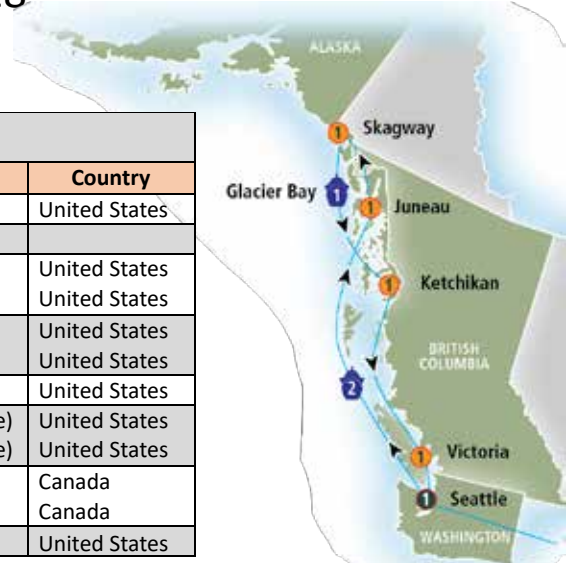 Country
United States
United States
United States
United States
United States
United States
e) United States
e) United States
Canada
Canada
United States
ALASKA
1 Skagway
Glacier Bay 1
1 Juneau
1 Ketchikan
BRITISH
COLUMBIA
2
1 Victoria
1 Seattle
WASHINGTON